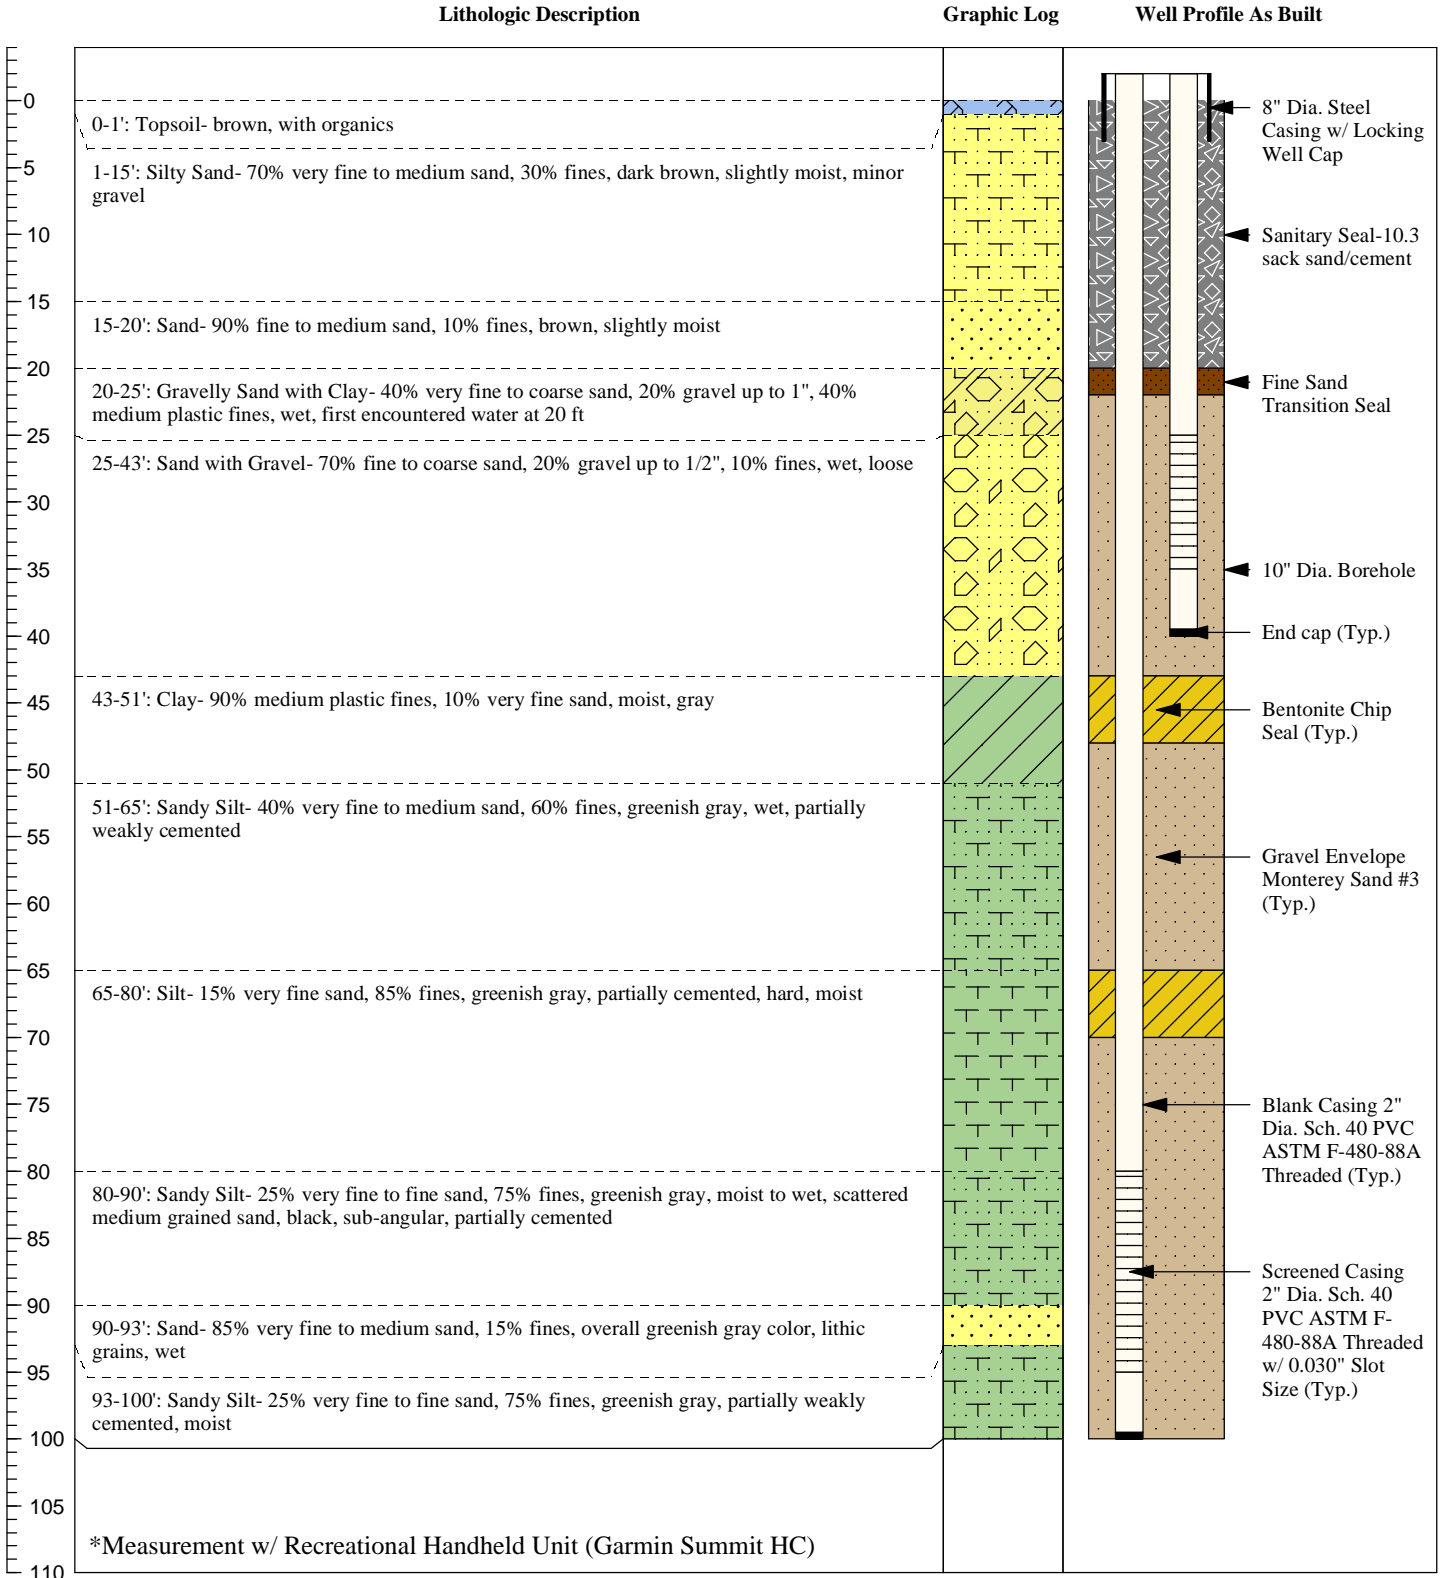 Lithologic Description
Graphic Log
Well Profile As Built
0
5
10
15
20
25
30
35
40
45
50
55
60
65
70
75
80
85
90
95
100
105
110
0-1': Topsoil- brown, with organics
1-15': Silty Sand- 70% very fine to medium sand, 30% fines, dark brown, slightly moist, minor
gravel
15-20': Sand- 90% fine to medium sand, 10% fines, brown, slightly moist
20-25': Gravelly Sand with Clay- 40% very fine to coarse sand, 20% gravel up to 1", 40%
medium plastic fines, wet, first encountered water at 20 ft
25-43': Sand with Gravel- 70% fine to coarse sand, 20% gravel up to 1/2", 10% fines, wet, loose
43-51': Clay- 90% medium plastic fines, 10% very fine sand, moist, gray
51-65': Sandy Silt- 40% very fine to medium sand, 60% fines, greenish gray, wet, partially
weakly cemented
65-80': Silt- 15% very fine sand, 85% fines, greenish gray, partially cemented, hard, moist
80-90': Sandy Silt- 25% very fine to fine sand, 75% fines, greenish gray, moist to wet, scattered
medium grained sand, black, sub-angular, partially cemented
90-93': Sand- 85% very fine to medium sand, 15% fines, overall greenish gray color, lithic
grains, wet
93-100': Sandy Silt- 25% very fine to fine sand, 75% fines, greenish gray, partially weakly
cemented, moist
*Measurement w/ Recreational Handheld Unit (Garmin Summit HC)
8" Dia. Steel
Casing w/ Locking
Well Cap
Sanitary Seal-10.3
sack sand/cement
Fine Sand
Transition Seal
10" Dia. Borehole
End cap (Typ.)
Bentonite Chip
Seal (Typ.)
Gravel Envelope
Monterey Sand #3
(Typ.)
Blank Casing 2"
Dia. Sch. 40 PVC
ASTM F-480-88A
Threaded (Typ.)
Screened Casing
2" Dia. Sch. 40
PVC ASTM F-
480-88A Threaded
w/ 0.030" Slot
Size (Typ.)